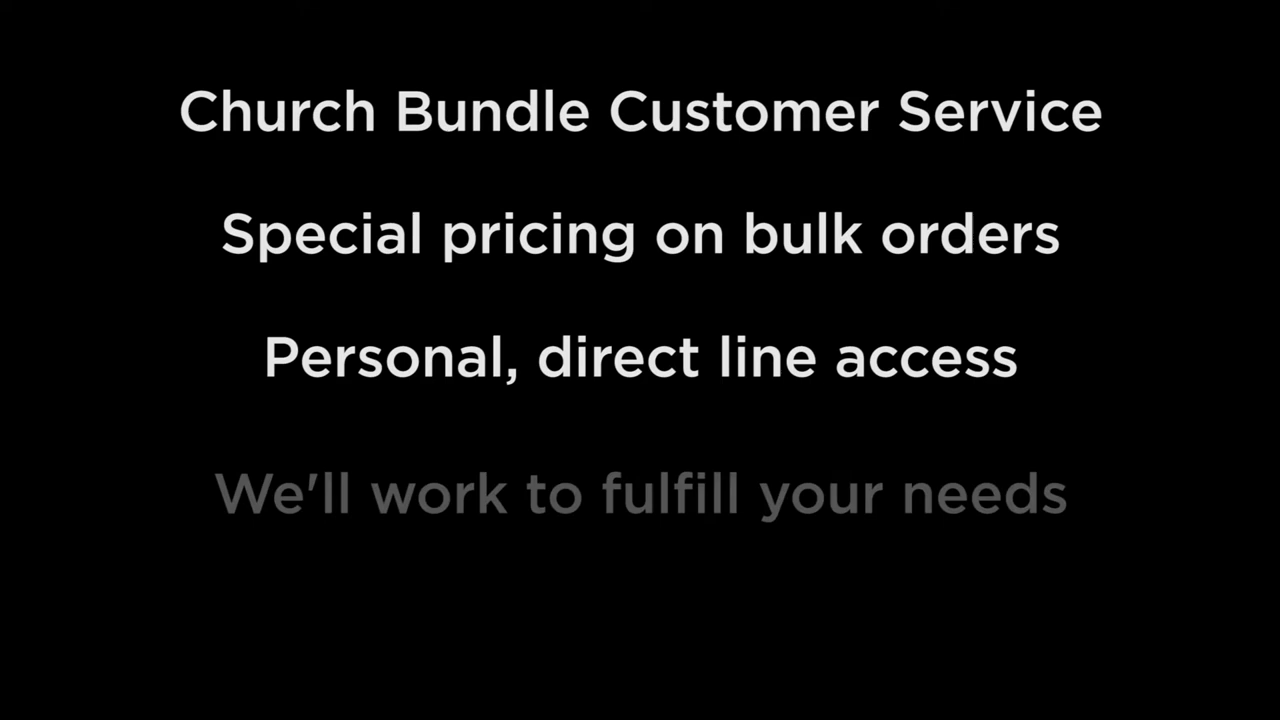 Church Bundle Customer Service
Special pricing on bulk orders
Personal, direct line access
We'll work to fulfill your needs